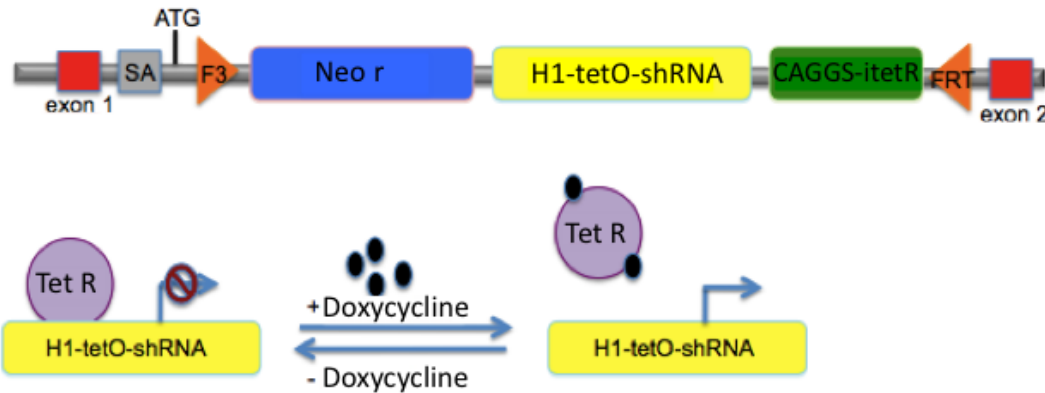 ATG
SA
F3
Neo r
H1-tetO-shRNA
CAGGS-itetR
FRT
exon 1
exon 2
Tet R
Tet R
+Doxycycline
H1-tetO-shRNA
H1-tetO-shRNA
- Doxycycline